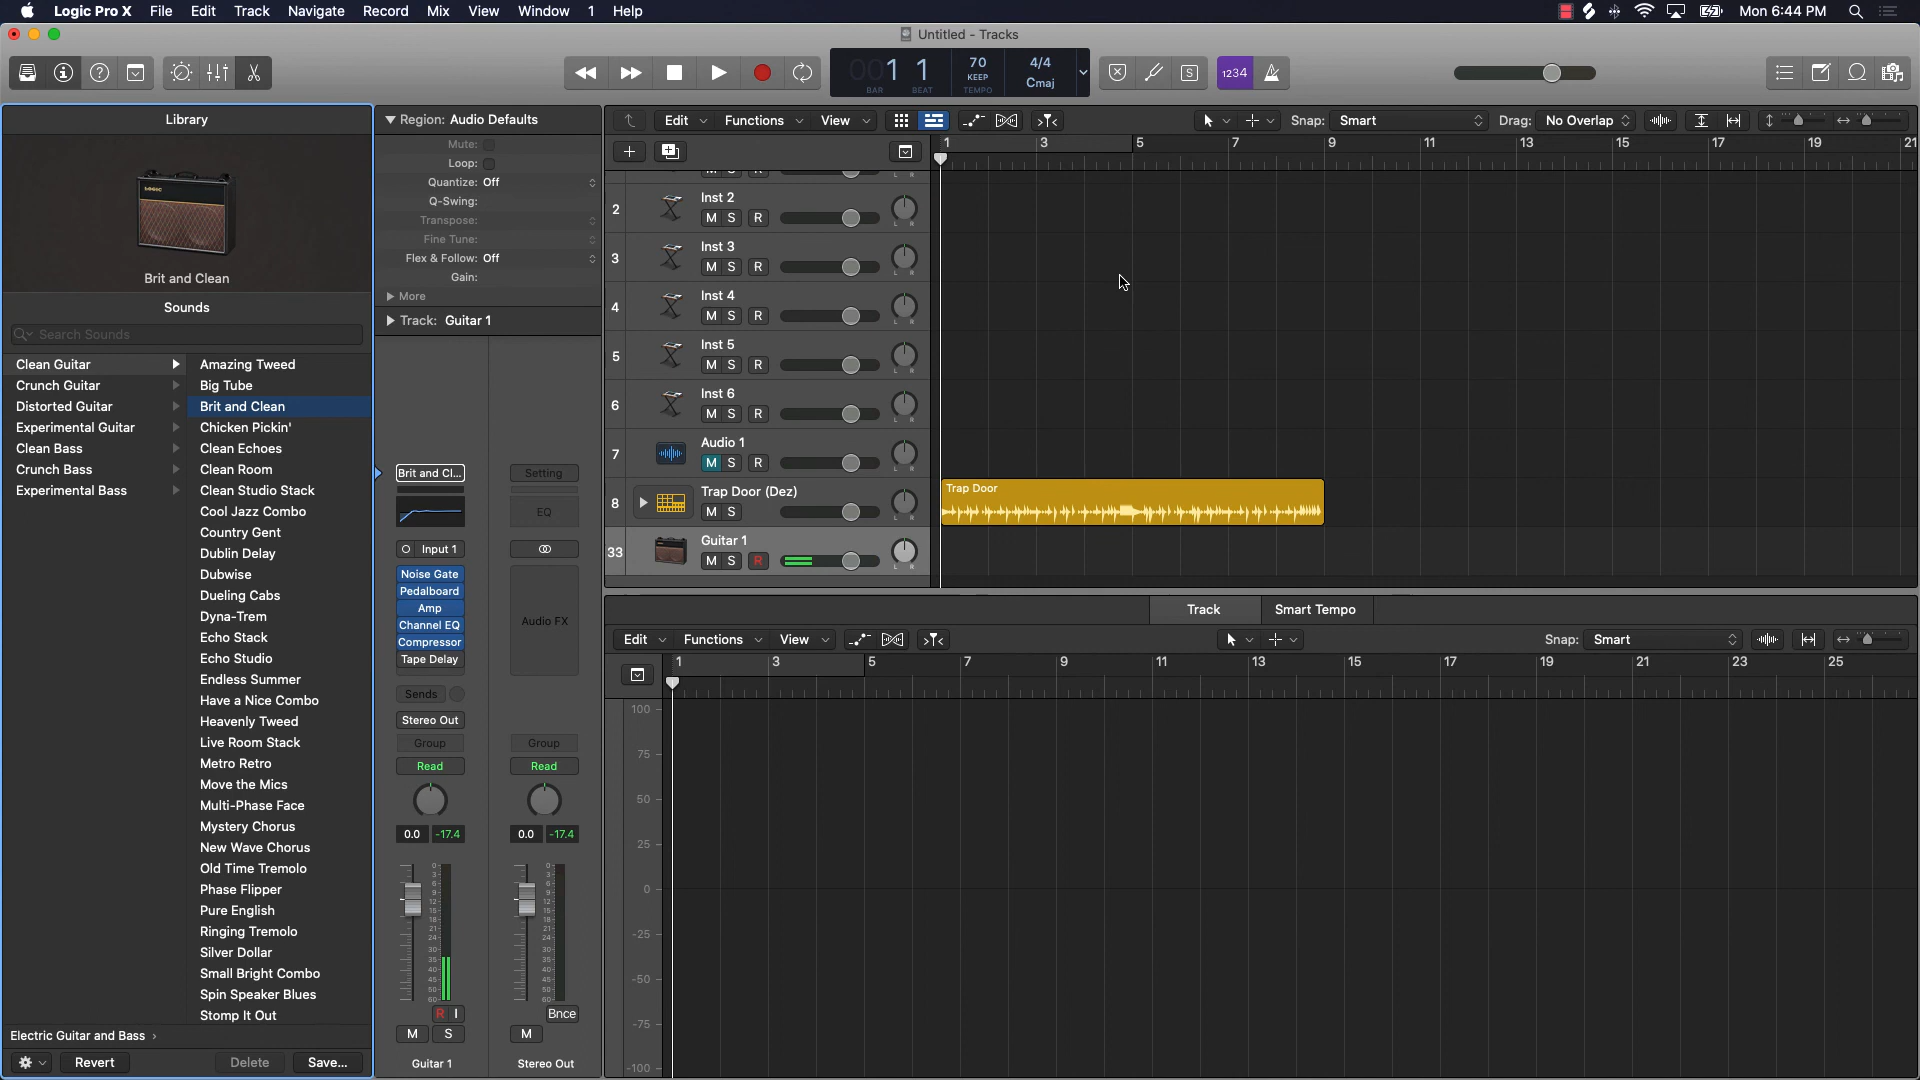 Logic Pro X File Edit Track Navigate Record Mix View Window 1 Help
Mon 6:44 PM
Untitled - Tracks
001 1
BAR BEAT
70
KEEP
TEMPO
4/4
Cmaj
S
1234
Library
Brit and Clean
Sounds
Search Sounds
Clean Guitar
Crunch Guitar
Distorted Guitar
Experimental Guitar
Clean Bass
Crunch Bass
Experimental Bass
Amazing Tweed
Big Tube
Brit and Clean
Chicken Pickin'
Clean Echoes
Clean Room
Clean Studio Stack
Cool Jazz Combo
Country Gent
Dublin Delay
Dubwise
Dueling Cabs
Dyna-Trem
Echo Stack
Echo Studio
Endless Summer
Have a Nice Combo
Heavenly Tweed
Live Room Stack
Metro Retro
Move the Mics
Multi-Phase Face
Mystery Chorus
New Wave Chorus
Old Time Tremolo
Phase Flipper
Pure English
Ringing Tremolo
Silver Dollar
Small Bright Combo
Spin Speaker Blues
Stomp It Out
Electric Guitar and Bass ›
Revert Delete Save...
Region: Audio Defaults
Mute:
Loop:
Quantize: Off
Q-Swing:
Transpose:
Fine Tune:
Flex & Follow: Off
Gain:
More
Track: Guitar 1
Brit and Cl...
Input 1
Noise Gate
Pedalboard
Amp
Channel EQ
Compressor
Tape Delay
Sends
Stereo Out
Group
Read
0.0 -17.4
R I
M S
Guitar 1
Setting
EQ
Audio FX
Group
Read
0.0 -17.4
Bnce
M
Stereo Out
Edit Functions View
Snap: Smart Drag: No Overlap
1 3 5 7 9 11 13 15 17 19 21
2 Inst 2
M S R
3 Inst 3
M S R
4 Inst 4
M S R
5 Inst 5
M S R
6 Inst 6
M S R
7 Audio 1
M S R
8 Trap Door (Dez)
M S
Trap Door
33 Guitar 1
M S R
Track Smart Tempo
Edit Functions View
Snap: Smart
1 3 5 7 9 11 13 15 17 19 21 23 25
100
75
50
25
0
-25
-50
-75
-100